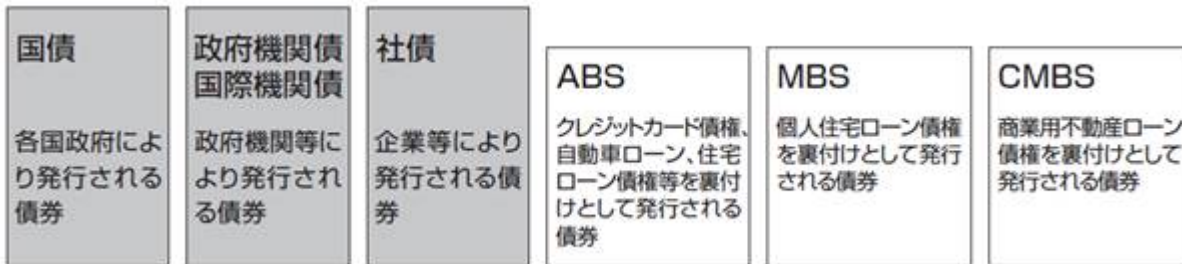 国債
各国政府によ
り発行される
債券
政府機関債
国際機関債
政府機関等に
より発行され
る債券
社債
企業等により
発行される債
券
ABS
クレジットカード債権、
自動車ローン、住宅
ローン債権等を裏付
けとして発行される
債券
MBS
個人住宅ローン債権
を裏付けとして発行
される債券
CMBS
商業用不動産ローン
債権を裏付けとして
発行される債券